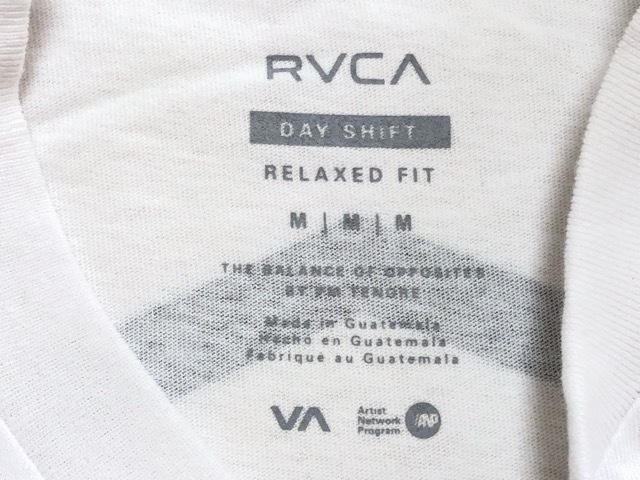 RVCA
DAY SHIFT
RELAXED FIT
M | M | M
THE BALANCE OF OPPOSITES
BY PM TENORE
Made in Guatemala
Hecho en Guatemala
Fabrique au Guatemala
VA
Artist
Network
Program
ANP